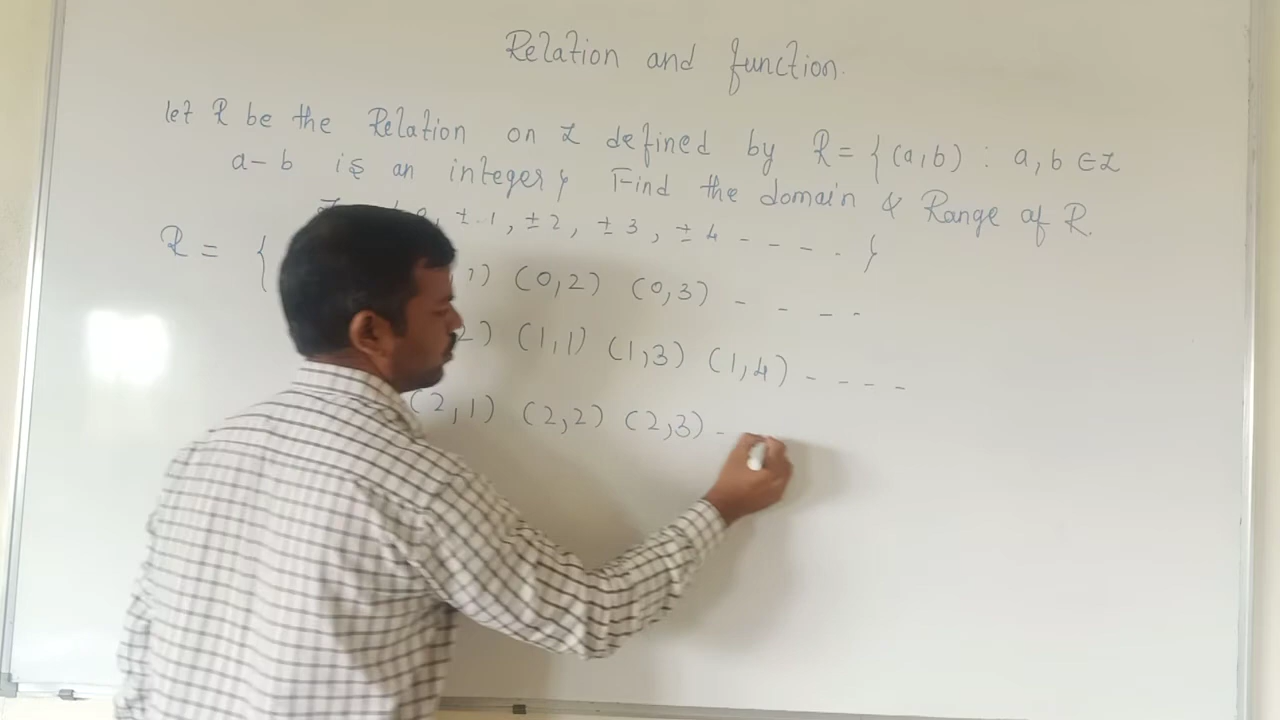 Relation and function.
let R be the Relation on Z defined by R = { (a,b) : a, b ∈ Z
a - b is an integer} Find the domain & Range of R.
± 1 , ± 2 , ± 3 , ± 4 - - - - . }
R = { (0,2) (0,3) - - - -
(1,1) (1,3) (1,4) - - - -
(2,1) (2,2) (2,3) -